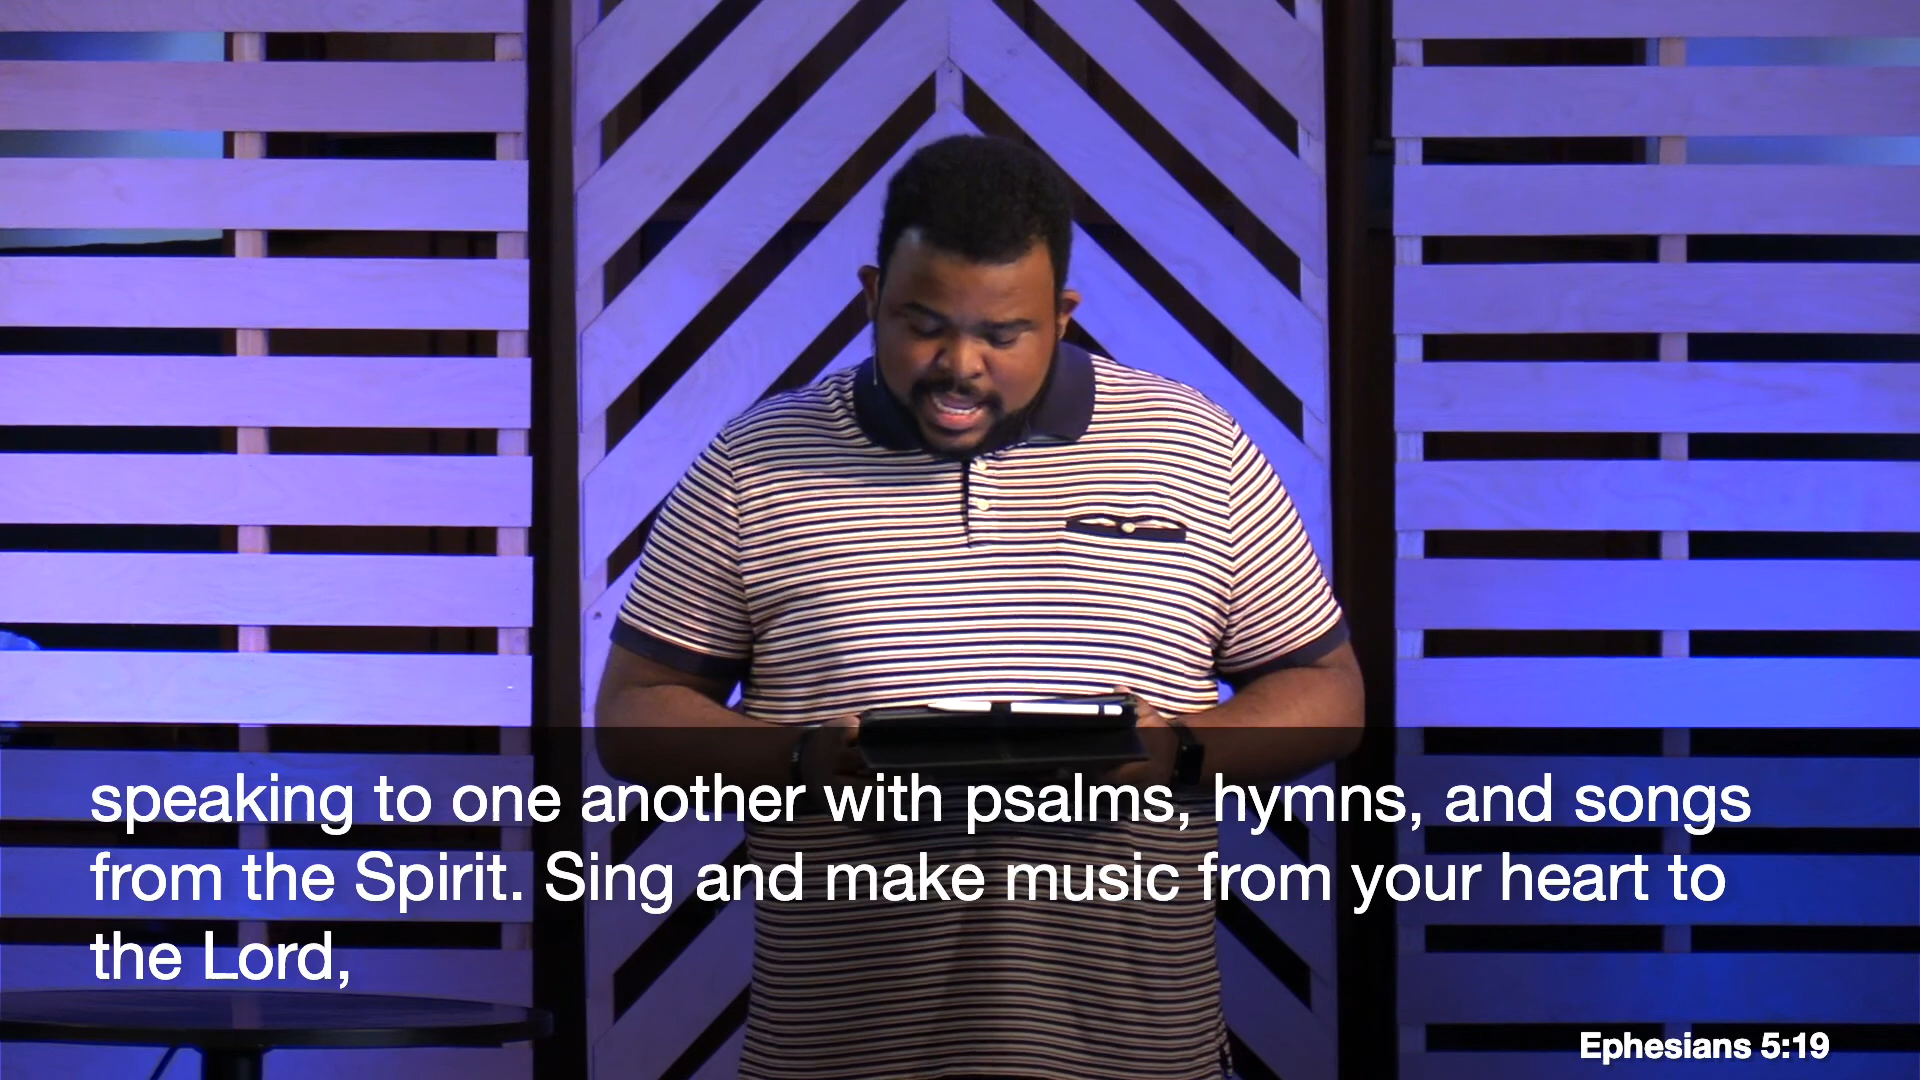 speaking to one another with psalms, hymns, and songs
from the Spirit. Sing and make music from your heart to
the Lord,
Ephesians 5:19